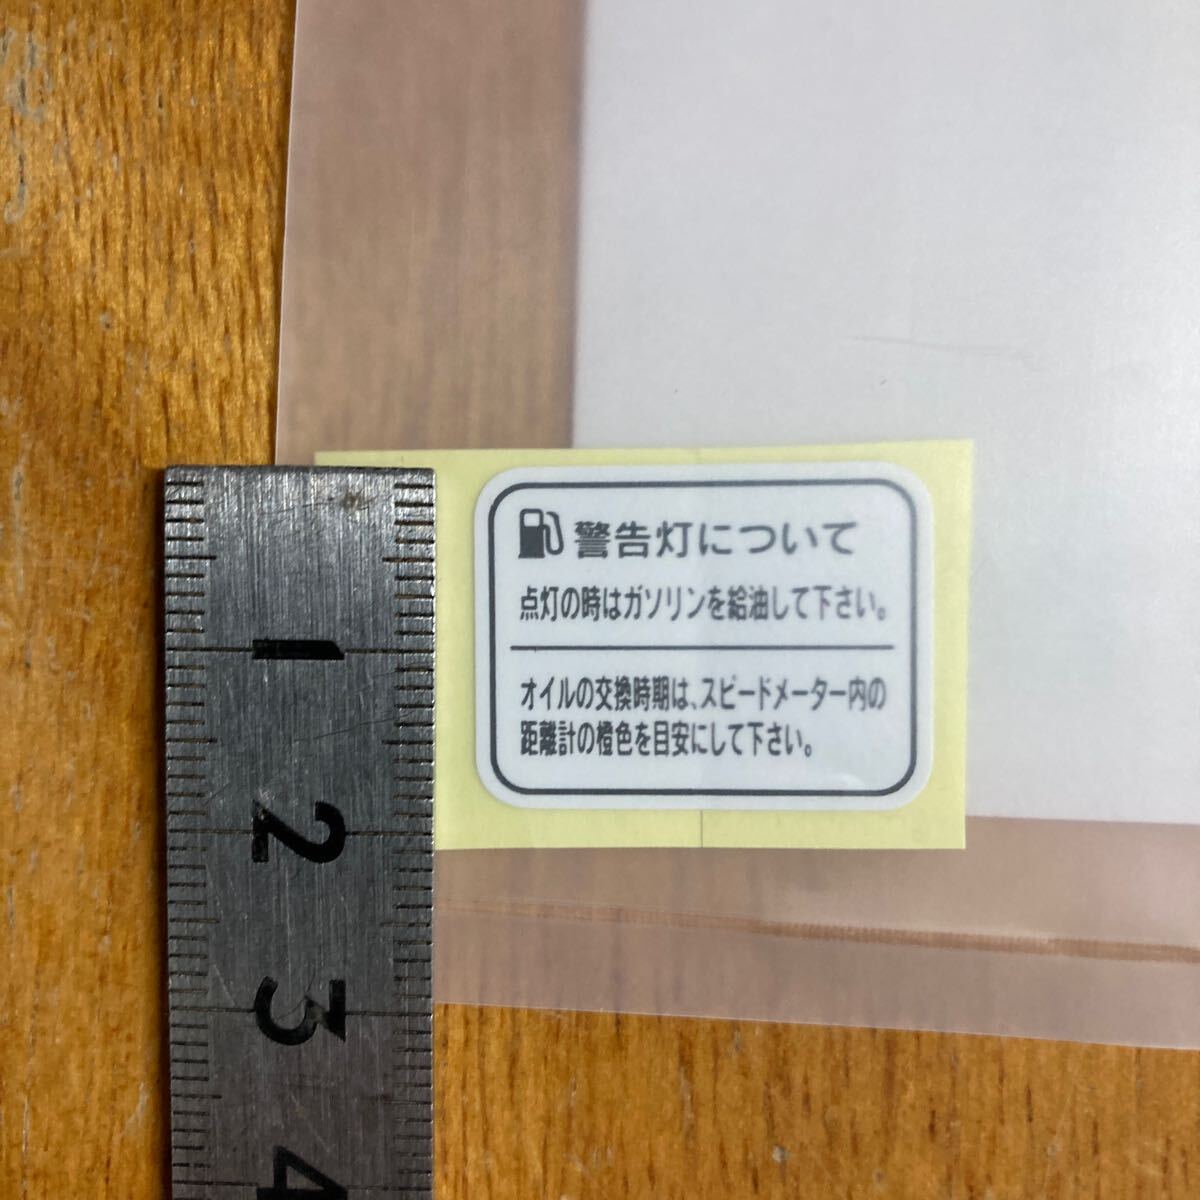 警告灯について
点灯の時はガソリンを給油して下さい。
オイルの交換時期は、スピードメーター内の
距離計の橙色を目安にして下さい。
1
2
3
4